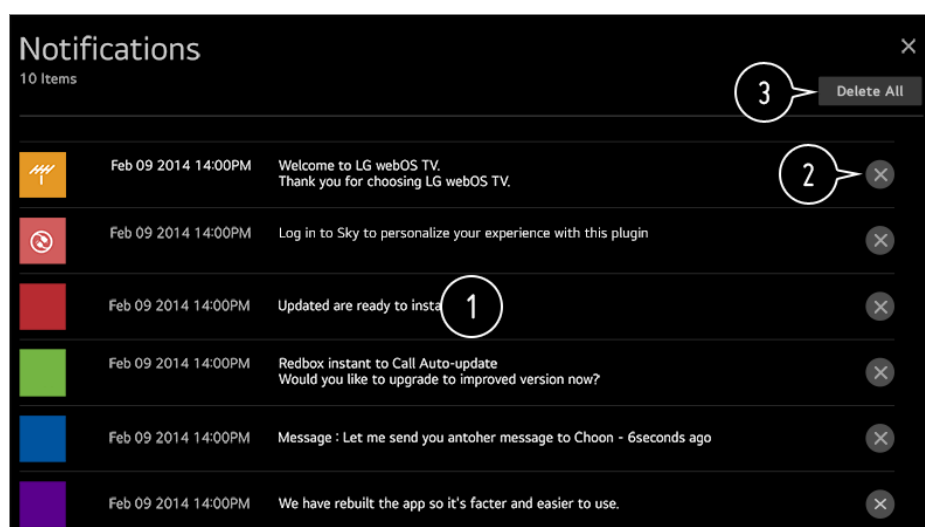 Notifications
10 Items
3
Delete All
Feb 09 2014 14:00PM
Welcome to LG webOS TV.
Thank you for choosing LG webOS TV.
2
Feb 09 2014 14:00PM
Log in to Sky to personalize your experience with this plugin
Feb 09 2014 14:00PM
Updated are ready to insta
1
Feb 09 2014 14:00PM
Redbox instant to Call Auto-update
Would you like to upgrade to improved version now?
Feb 09 2014 14:00PM
Message : Let me send you antoher message to Choon - 6seconds ago
Feb 09 2014 14:00PM
We have rebuilt the app so it's facter and easier to use.